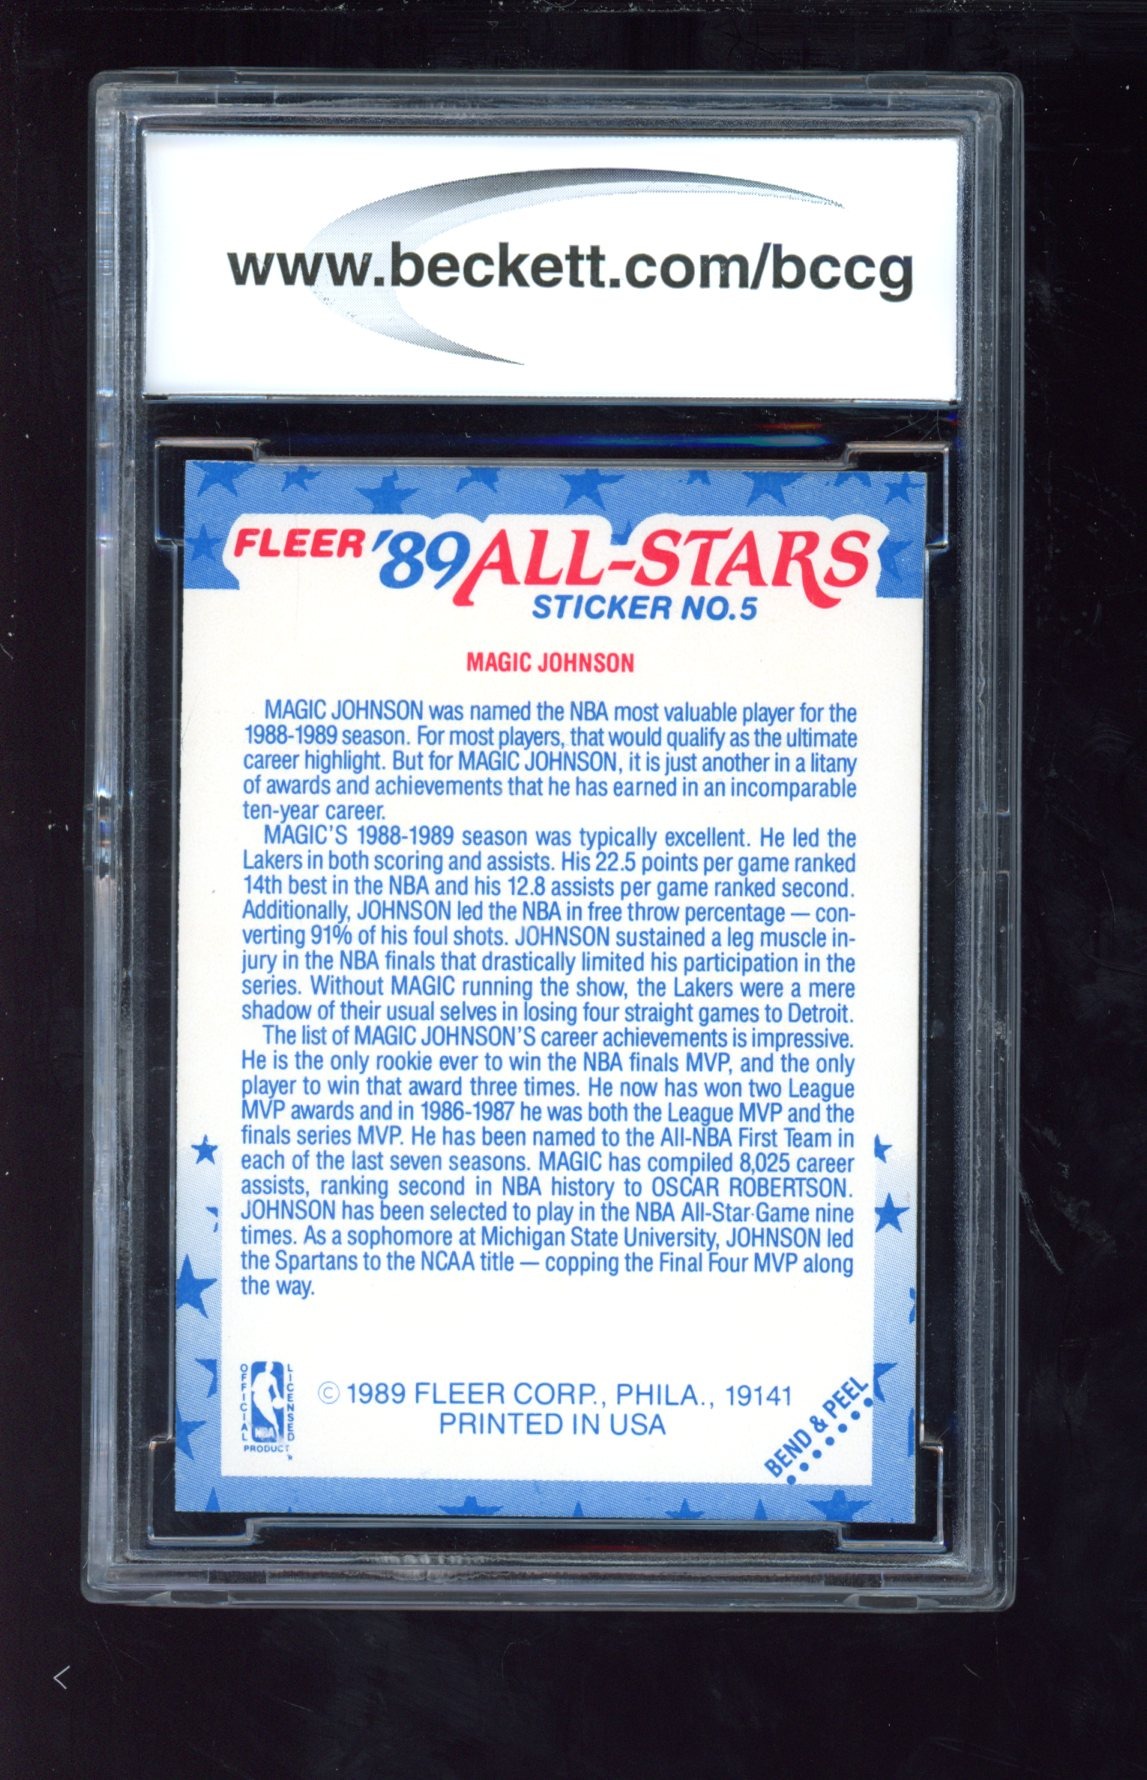 www.beckett.com/bccg
FLEER '89 ALL-STARS
STICKER NO.5
MAGIC JOHNSON
MAGIC JOHNSON was named the NBA most valuable player for the
1988-1989 season. For most players, that would qualify as the ultimate
career highlight. But for MAGIC JOHNSON, it is just another in a litany
of awards and achievements that he has earned in an incomparable
ten-year career.
MAGIC'S 1988-1989 season was typically excellent. He led the
Lakers in both scoring and assists. His 22.5 points per game ranked
14th best in the NBA and his 12.8 assists per game ranked second.
Additionally, JOHNSON led the NBA in free throw percentage — con-
verting 91% of his foul shots. JOHNSON sustained a leg muscle in-
jury in the NBA finals that drastically limited his participation in the
series. Without MAGIC running the show, the Lakers were a mere
shadow of their usual selves in losing four straight games to Detroit.
The list of MAGIC JOHNSON'S career achievements is impressive.
He is the only rookie ever to win the NBA finals MVP, and the only
player to win that award three times. He now has won two League
MVP awards and in 1986-1987 he was both the League MVP and the
finals series MVP. He has been named to the All-NBA First Team in
each of the last seven seasons. MAGIC has compiled 8,025 career
assists, ranking second in NBA history to OSCAR ROBERTSON.
JOHNSON has been selected to play in the NBA All-Star Game nine
times. As a sophomore at Michigan State University, JOHNSON led
the Spartans to the NCAA title — copping the Final Four MVP along
the way.
OFFICIAL
NBA
LICENSED
PRODUCT
© 1989 FLEER CORP., PHILA., 19141
PRINTED IN USA
BEND & PEEL